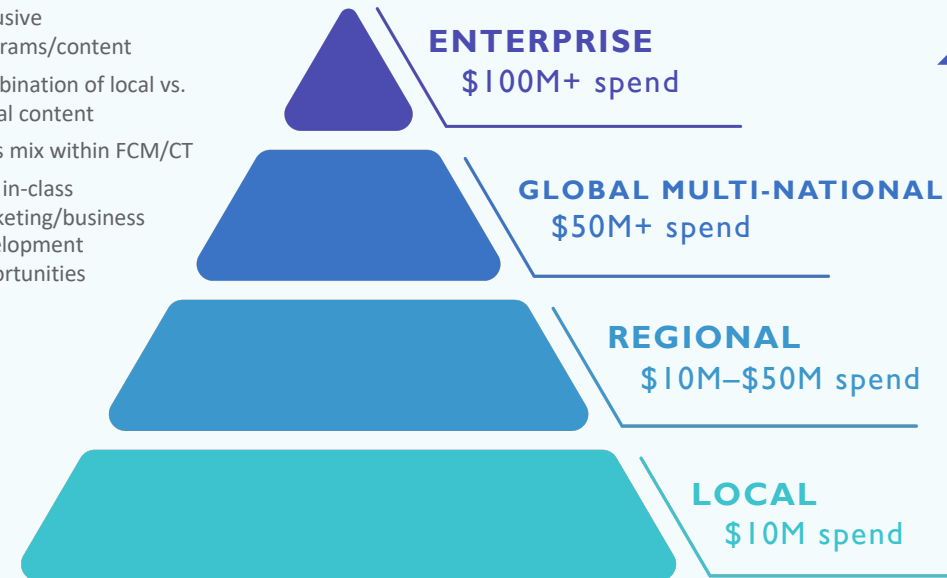 usive
rams/content
bination of local vs.
al content
s mix within FCM/CT
in-class
keting/business
elopment
ortunities
ENTERPRISE
$100M+ spend
GLOBAL MULTI-NATIONAL
$50M+ spend
REGIONAL
$10M–$50M spend
LOCAL
$10M spend